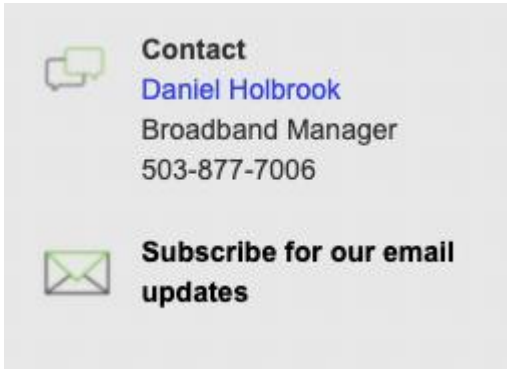 Contact
Daniel Holbrook
Broadband Manager
503-877-7006
Subscribe for our email
updates